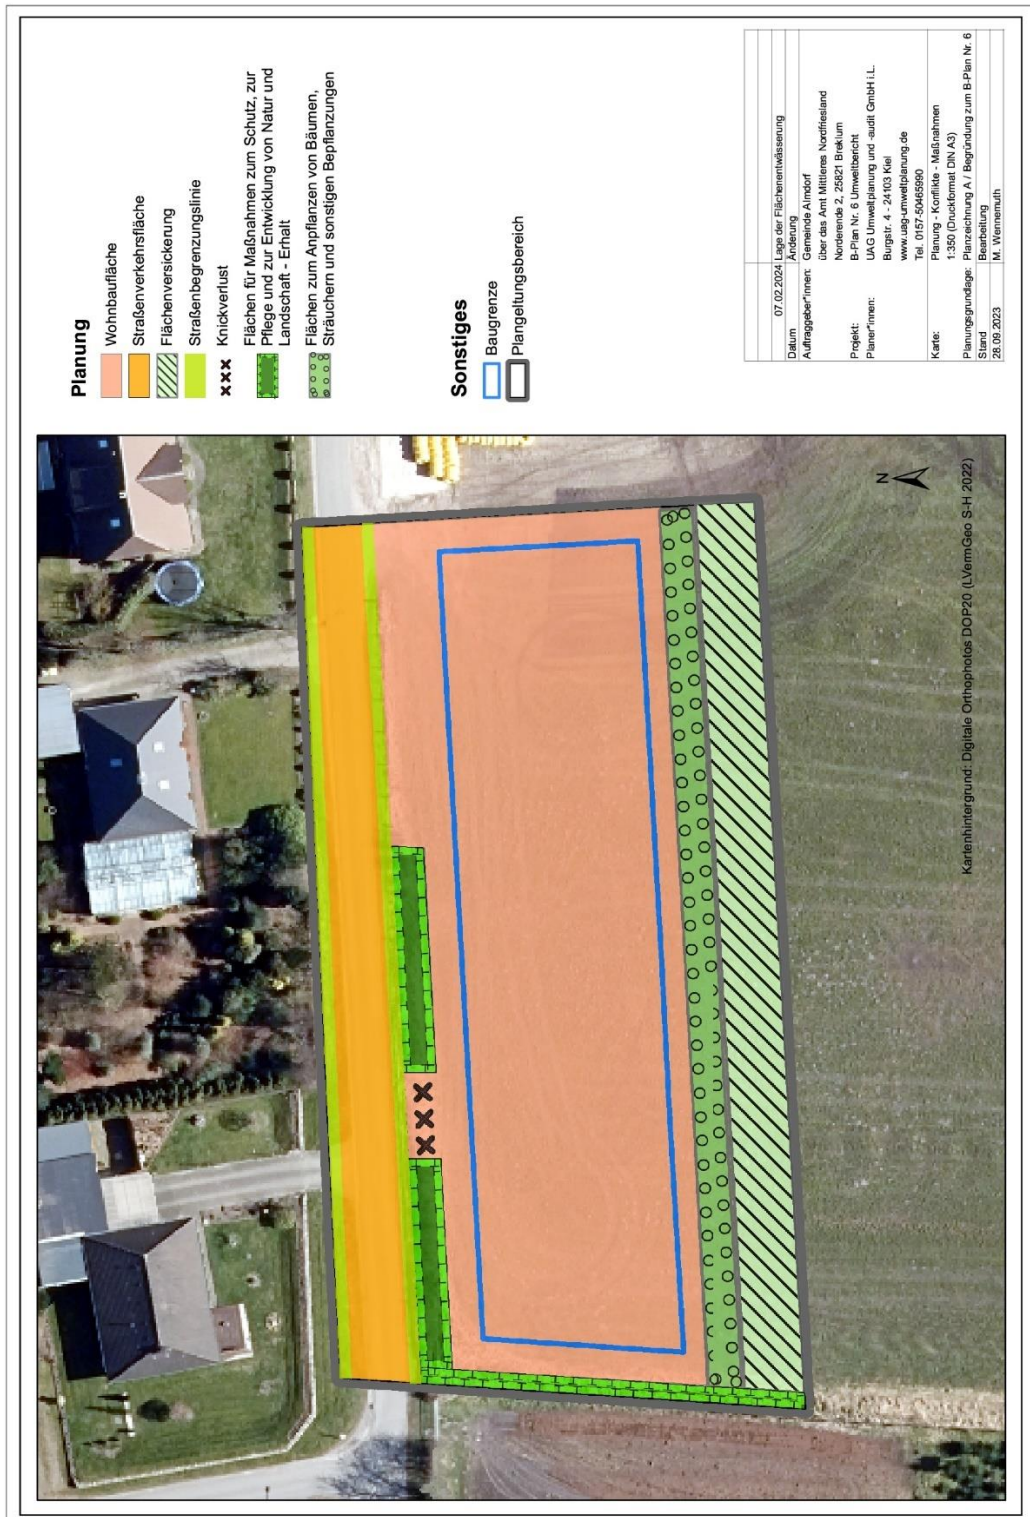 Planung
Wohnbaufläche
Straßenverkehrsfläche
Flächenversickerung
Straßenbegrenzungslinie
Knickverlust
Flächen für Maßnahmen zum Schutz, zur
Pflege und zur Entwicklung von Natur und
Landschaft - Erhalt
Flächen zum Anpflanzen von Bäumen,
Sträuchern und sonstigen Bepflanzungen
Sonstiges
Baugrenze
Plangeltungsbereich
07.02.2024 Lage der Flächenentwässerung
Datum Änderung
Auftraggeber*innen: Gemeinde Almdorf
über das Amt Mittleres Nordfriesland
Norderende 2, 25821 Breklum
Projekt: B-Plan Nr. 6 Umweltbericht
Planer*innen: UAG Umweltplanung und -audit GmbH i.L.
Burgstr. 4 - 24103 Kiel
www.uag-umweltplanung.de
Tel. 0157-50465990
Karte: Planung - Konflikte - Maßnahmen
1:350 (Druckformat DIN A3)
Planungsgrundlage: Planzeichnung A / Begründung zum B-Plan Nr. 6
Stand Bearbeitung
28.09.2023 M. Wennemuth
N
Kartenhintergrund: Digitale Orthophotos DOP20 (LVermGeo S-H 2022)